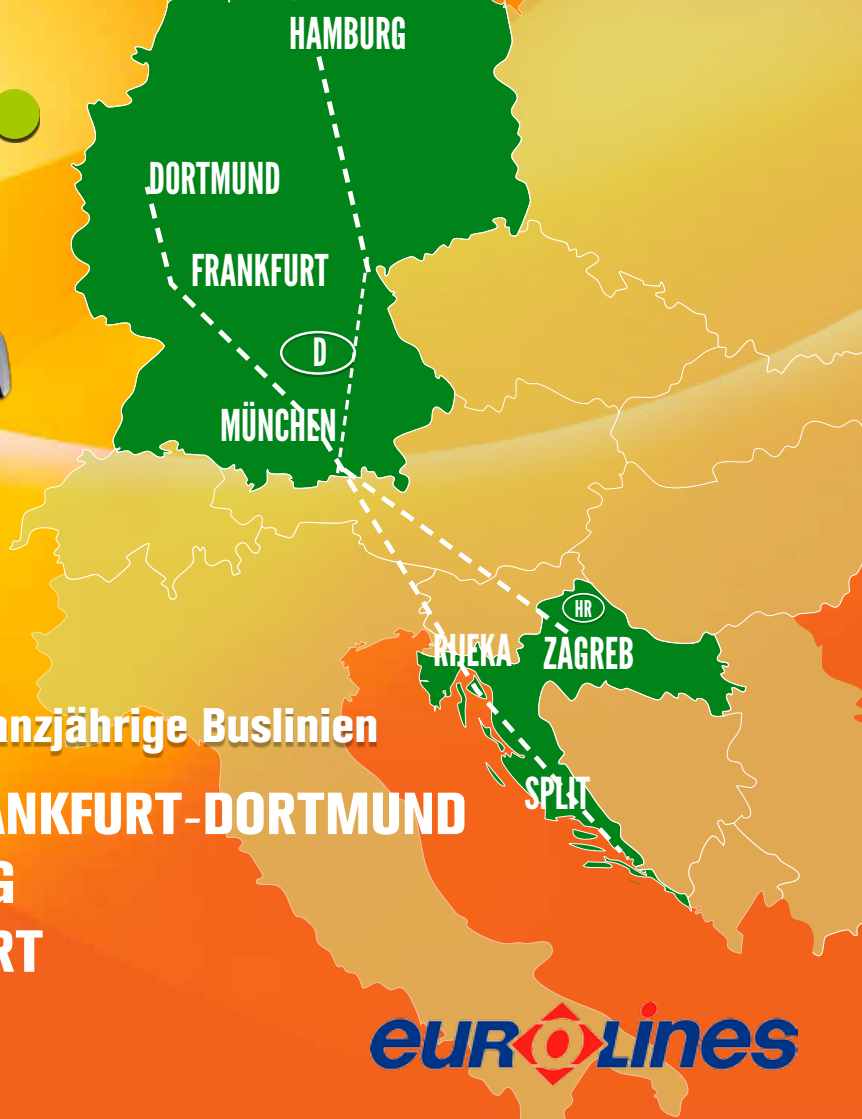 HAMBURG
DORTMUND
FRANKFURT
D
MÜNCHEN
HR
RIJEKA
ZAGREB
anzjährige Buslinien
SPLIT
ANKFURT-DORTMUND
G
RT
eurolines